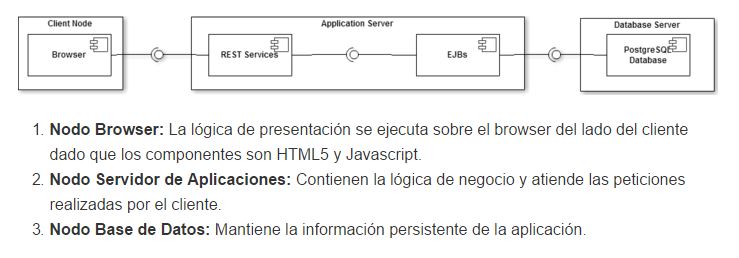 Client Node
Application Server
Database Server
Browser
REST Services
EJBs
PostgreSQL
Database
1. Nodo Browser: La lógica de presentación se ejecuta sobre el browser del lado del cliente
dado que los componentes son HTML5 y Javascript.
2. Nodo Servidor de Aplicaciones: Contienen la lógica de negocio y atiende las peticiones
realizadas por el cliente.
3. Nodo Base de Datos: Mantiene la información persistente de la aplicación.